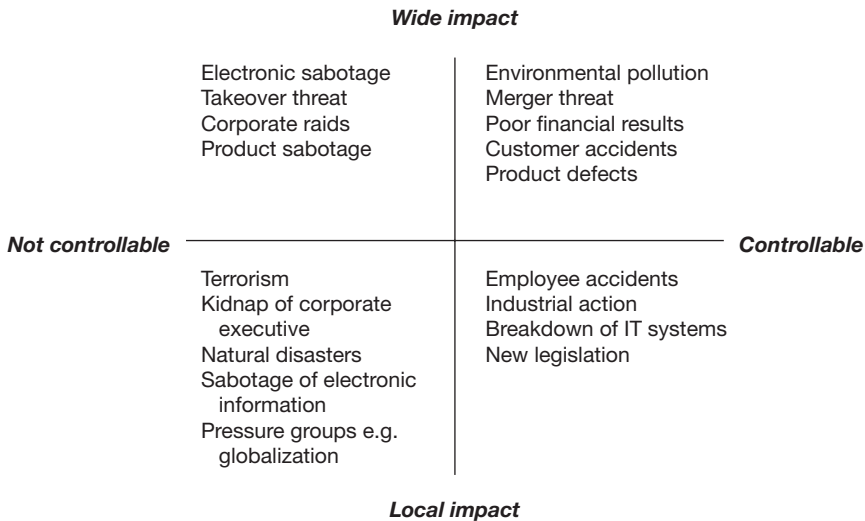 Wide impact
Electronic sabotage
Takeover threat
Corporate raids
Product sabotage
Environmental pollution
Merger threat
Poor financial results
Customer accidents
Product defects
Not controllable
Controllable
Terrorism
Kidnap of corporate
executive
Natural disasters
Sabotage of electronic
information
Pressure groups e.g.
globalization
Employee accidents
Industrial action
Breakdown of IT systems
New legislation
Local impact